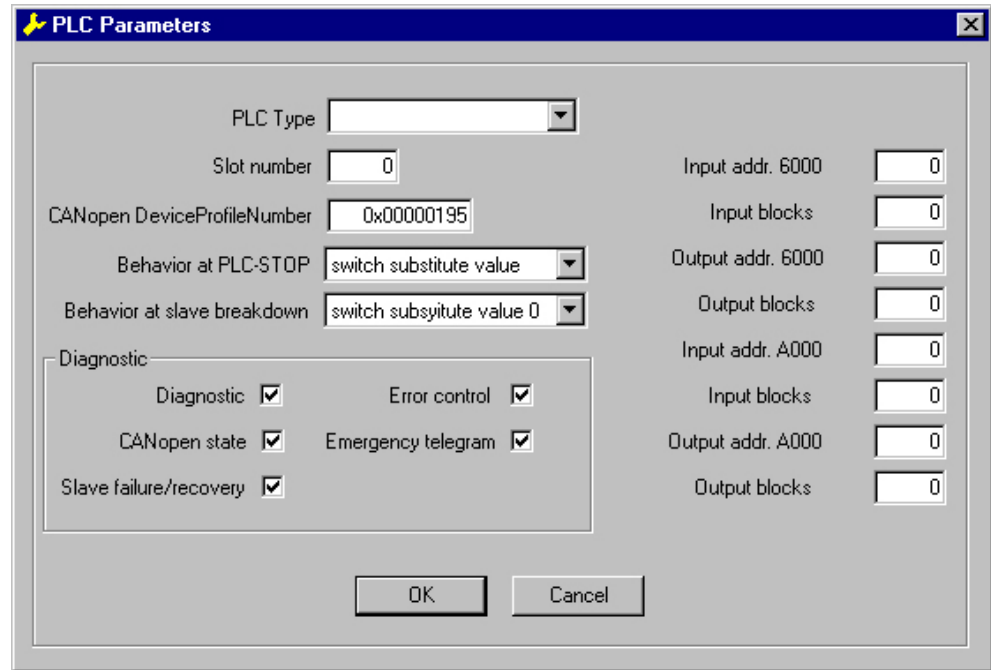 PLC Parameters
PLC Type
Slot number 0
CANopen DeviceProfileNumber 0x00000195
Behavior at PLC-STOP switch substitute value
Behavior at slave breakdown switch subsyitute value 0
Diagnostic
Diagnostic Error control
CANopen state Emergency telegram
Slave failure/recovery
Input addr. 6000 0
Input blocks 0
Output addr. 6000 0
Output blocks 0
Input addr. A000 0
Input blocks 0
Output addr. A000 0
Output blocks 0
OK Cancel